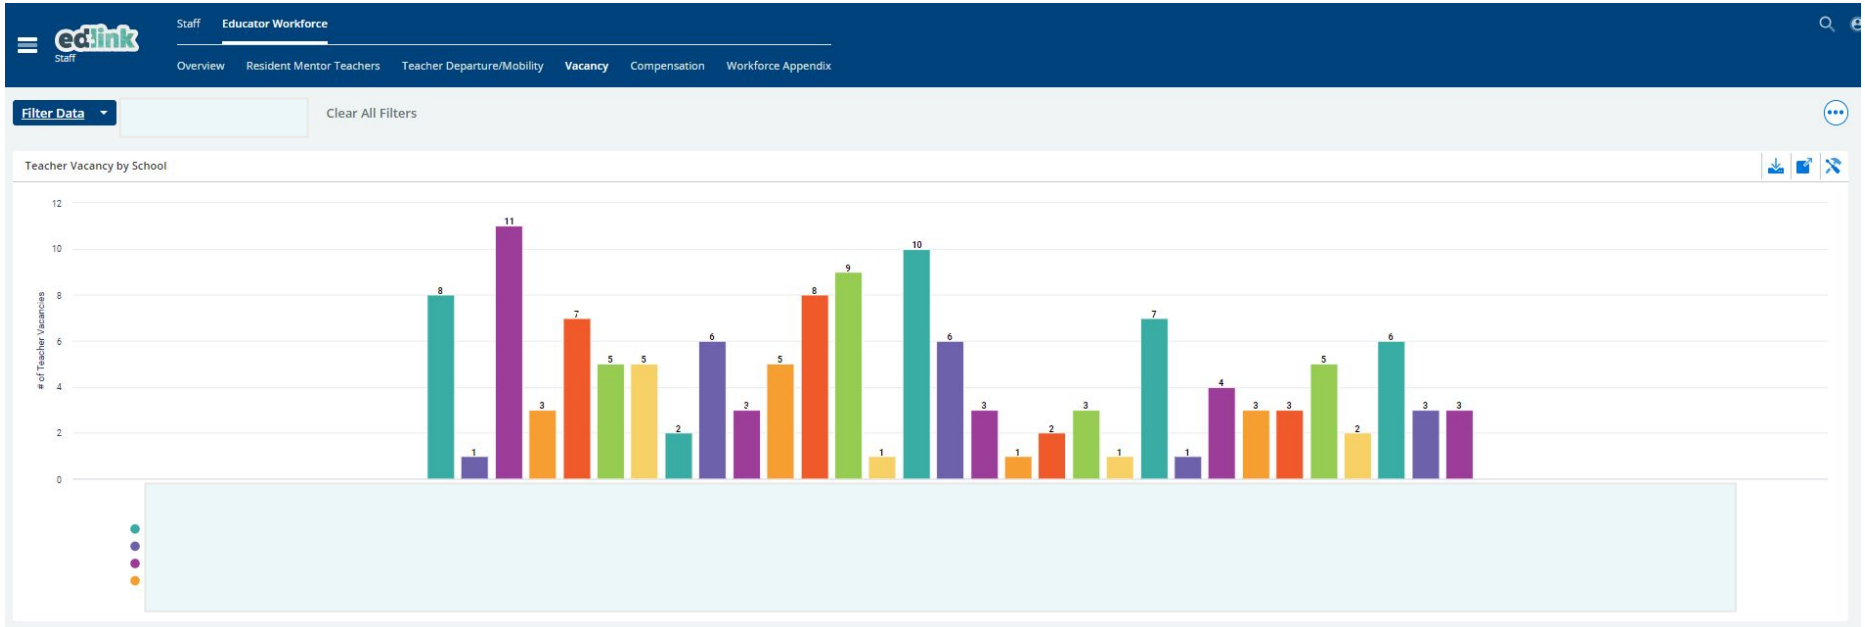 Staff Educator Workforce
ed:link
Staff
Overview Resident Mentor Teachers Teacher Departure/Mobility Vacancy Compensation Workforce Appendix
Filter Data Clear All Filters
Teacher Vacancy by School
# of Teacher Vacancies
12
10
8
6
4
2
0
8 1 11 3 7 5 5 2 6 3 5 8 9 1 10 6 3 1 2 3 1 7 1 4 3 3 5 2 6 3 3